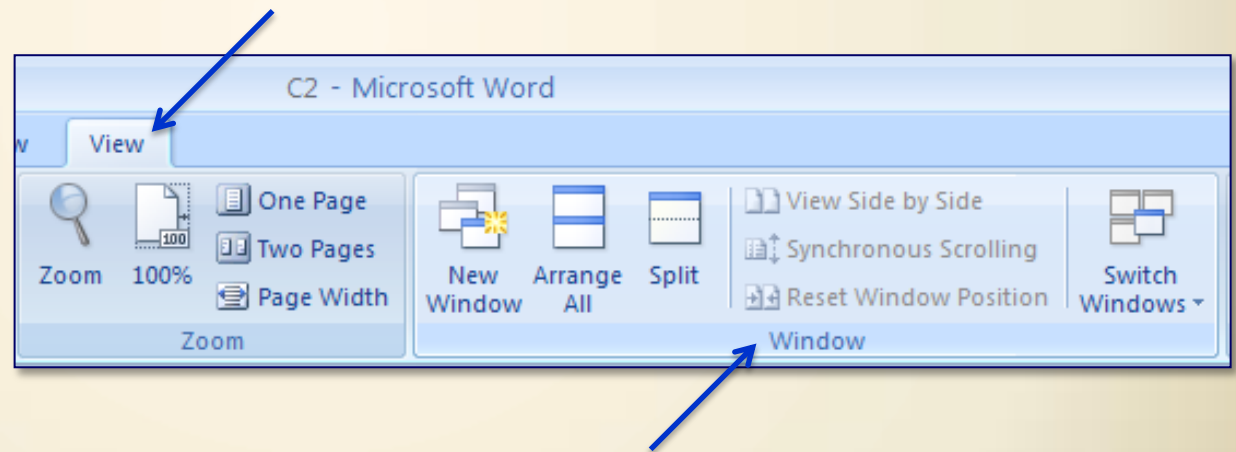 C2 - Microsoft Word
w View
Zoom
100%
100
One Page
Two Pages
Page Width
Zoom
New
Window
Arrange
All
Split
View Side by Side
Synchronous Scrolling
Reset Window Position
Switch
Windows
Window